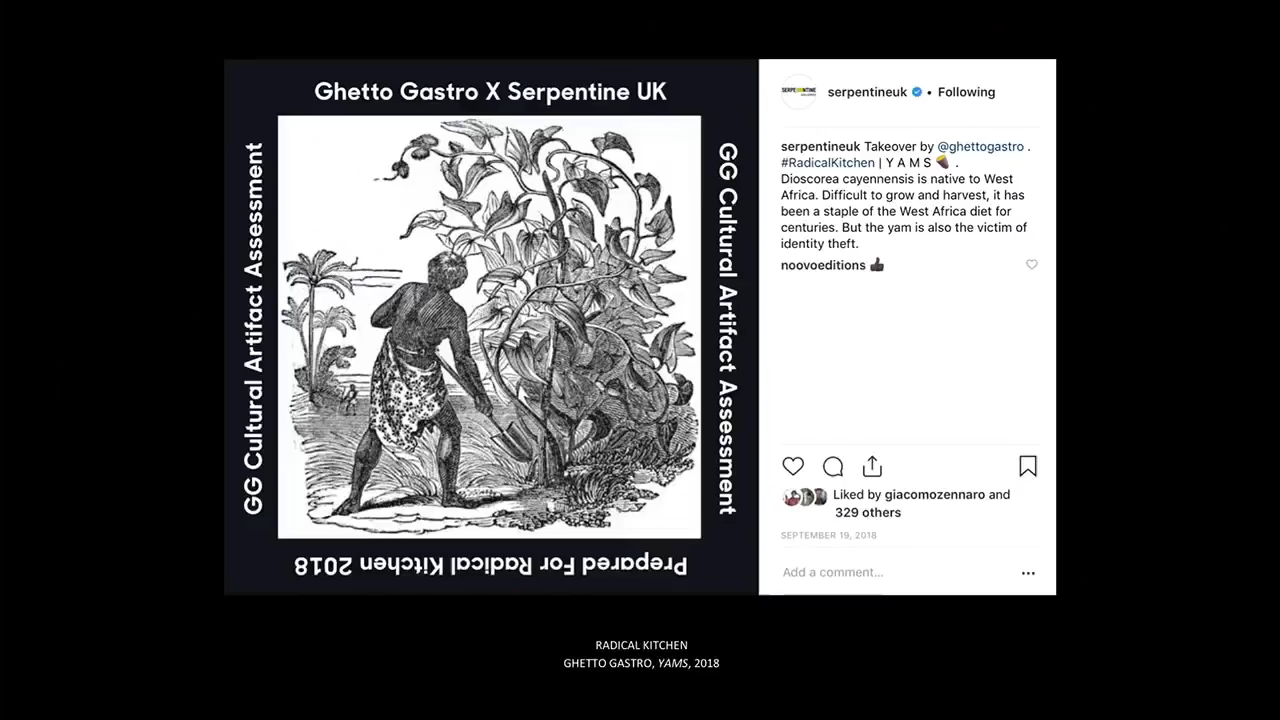 Ghetto Gastro X Serpentine UK
GG Cultural Artifact Assessment
GG Cultural Artifact Assessment
Prepared For Radical Kitchen 2018
serpentineuk • Following
serpentineuk Takeover by @ghettogastro .
#RadicalKitchen | Y A M S 🍠 .
Dioscorea cayennensis is native to West
Africa. Difficult to grow and harvest, it has
been a staple of the West Africa diet for
centuries. But the yam is also the victim of
identity theft.
noovoeditions 👍🏿
Liked by giacomozennaro and
329 others
SEPTEMBER 19, 2018
Add a comment...
RADICAL KITCHEN
GHETTO GASTRO, YAMS, 2018